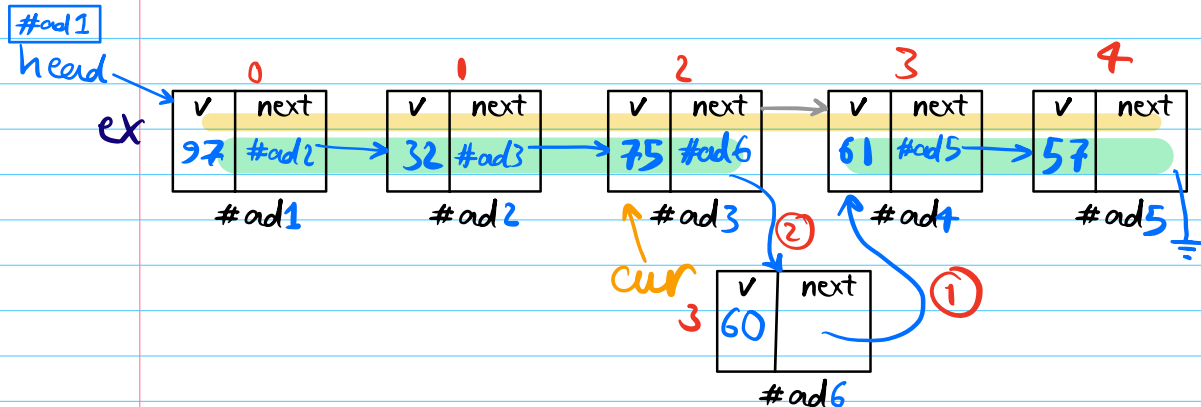 #ad1
head
0 1 2 3 4
ex
v next v next v next v next v next
97 #ad2 32 #ad3 75 #ad6 61 #ad5 57
#ad1 #ad2 #ad3 #ad4 #ad5
cur
②
①
v next
3 60
#ad6